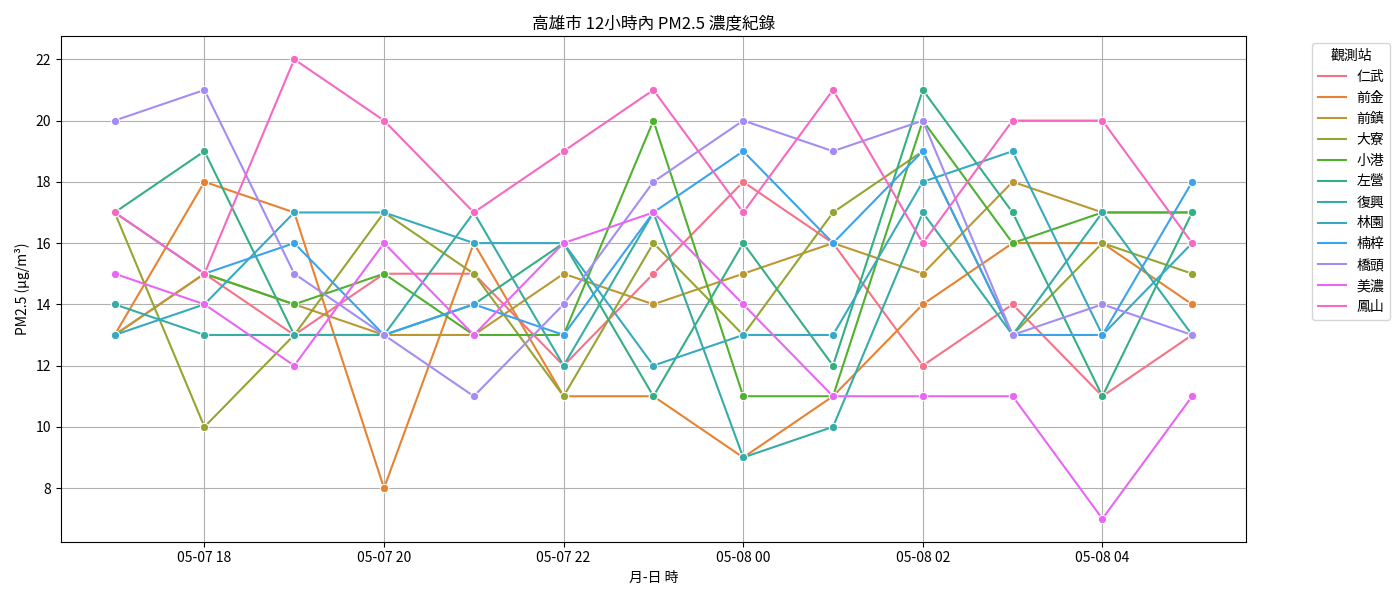 高雄市 12小時內 PM2.5 濃度紀錄
PM2.5 (μg/m³)
22
20
18
16
14
12
10
8
05-07 18
05-07 20
05-07 22
05-08 00
05-08 02
05-08 04
月-日 時
觀測站
仁武
前金
前鎮
大寮
小港
左營
復興
林園
楠梓
橋頭
美濃
鳳山